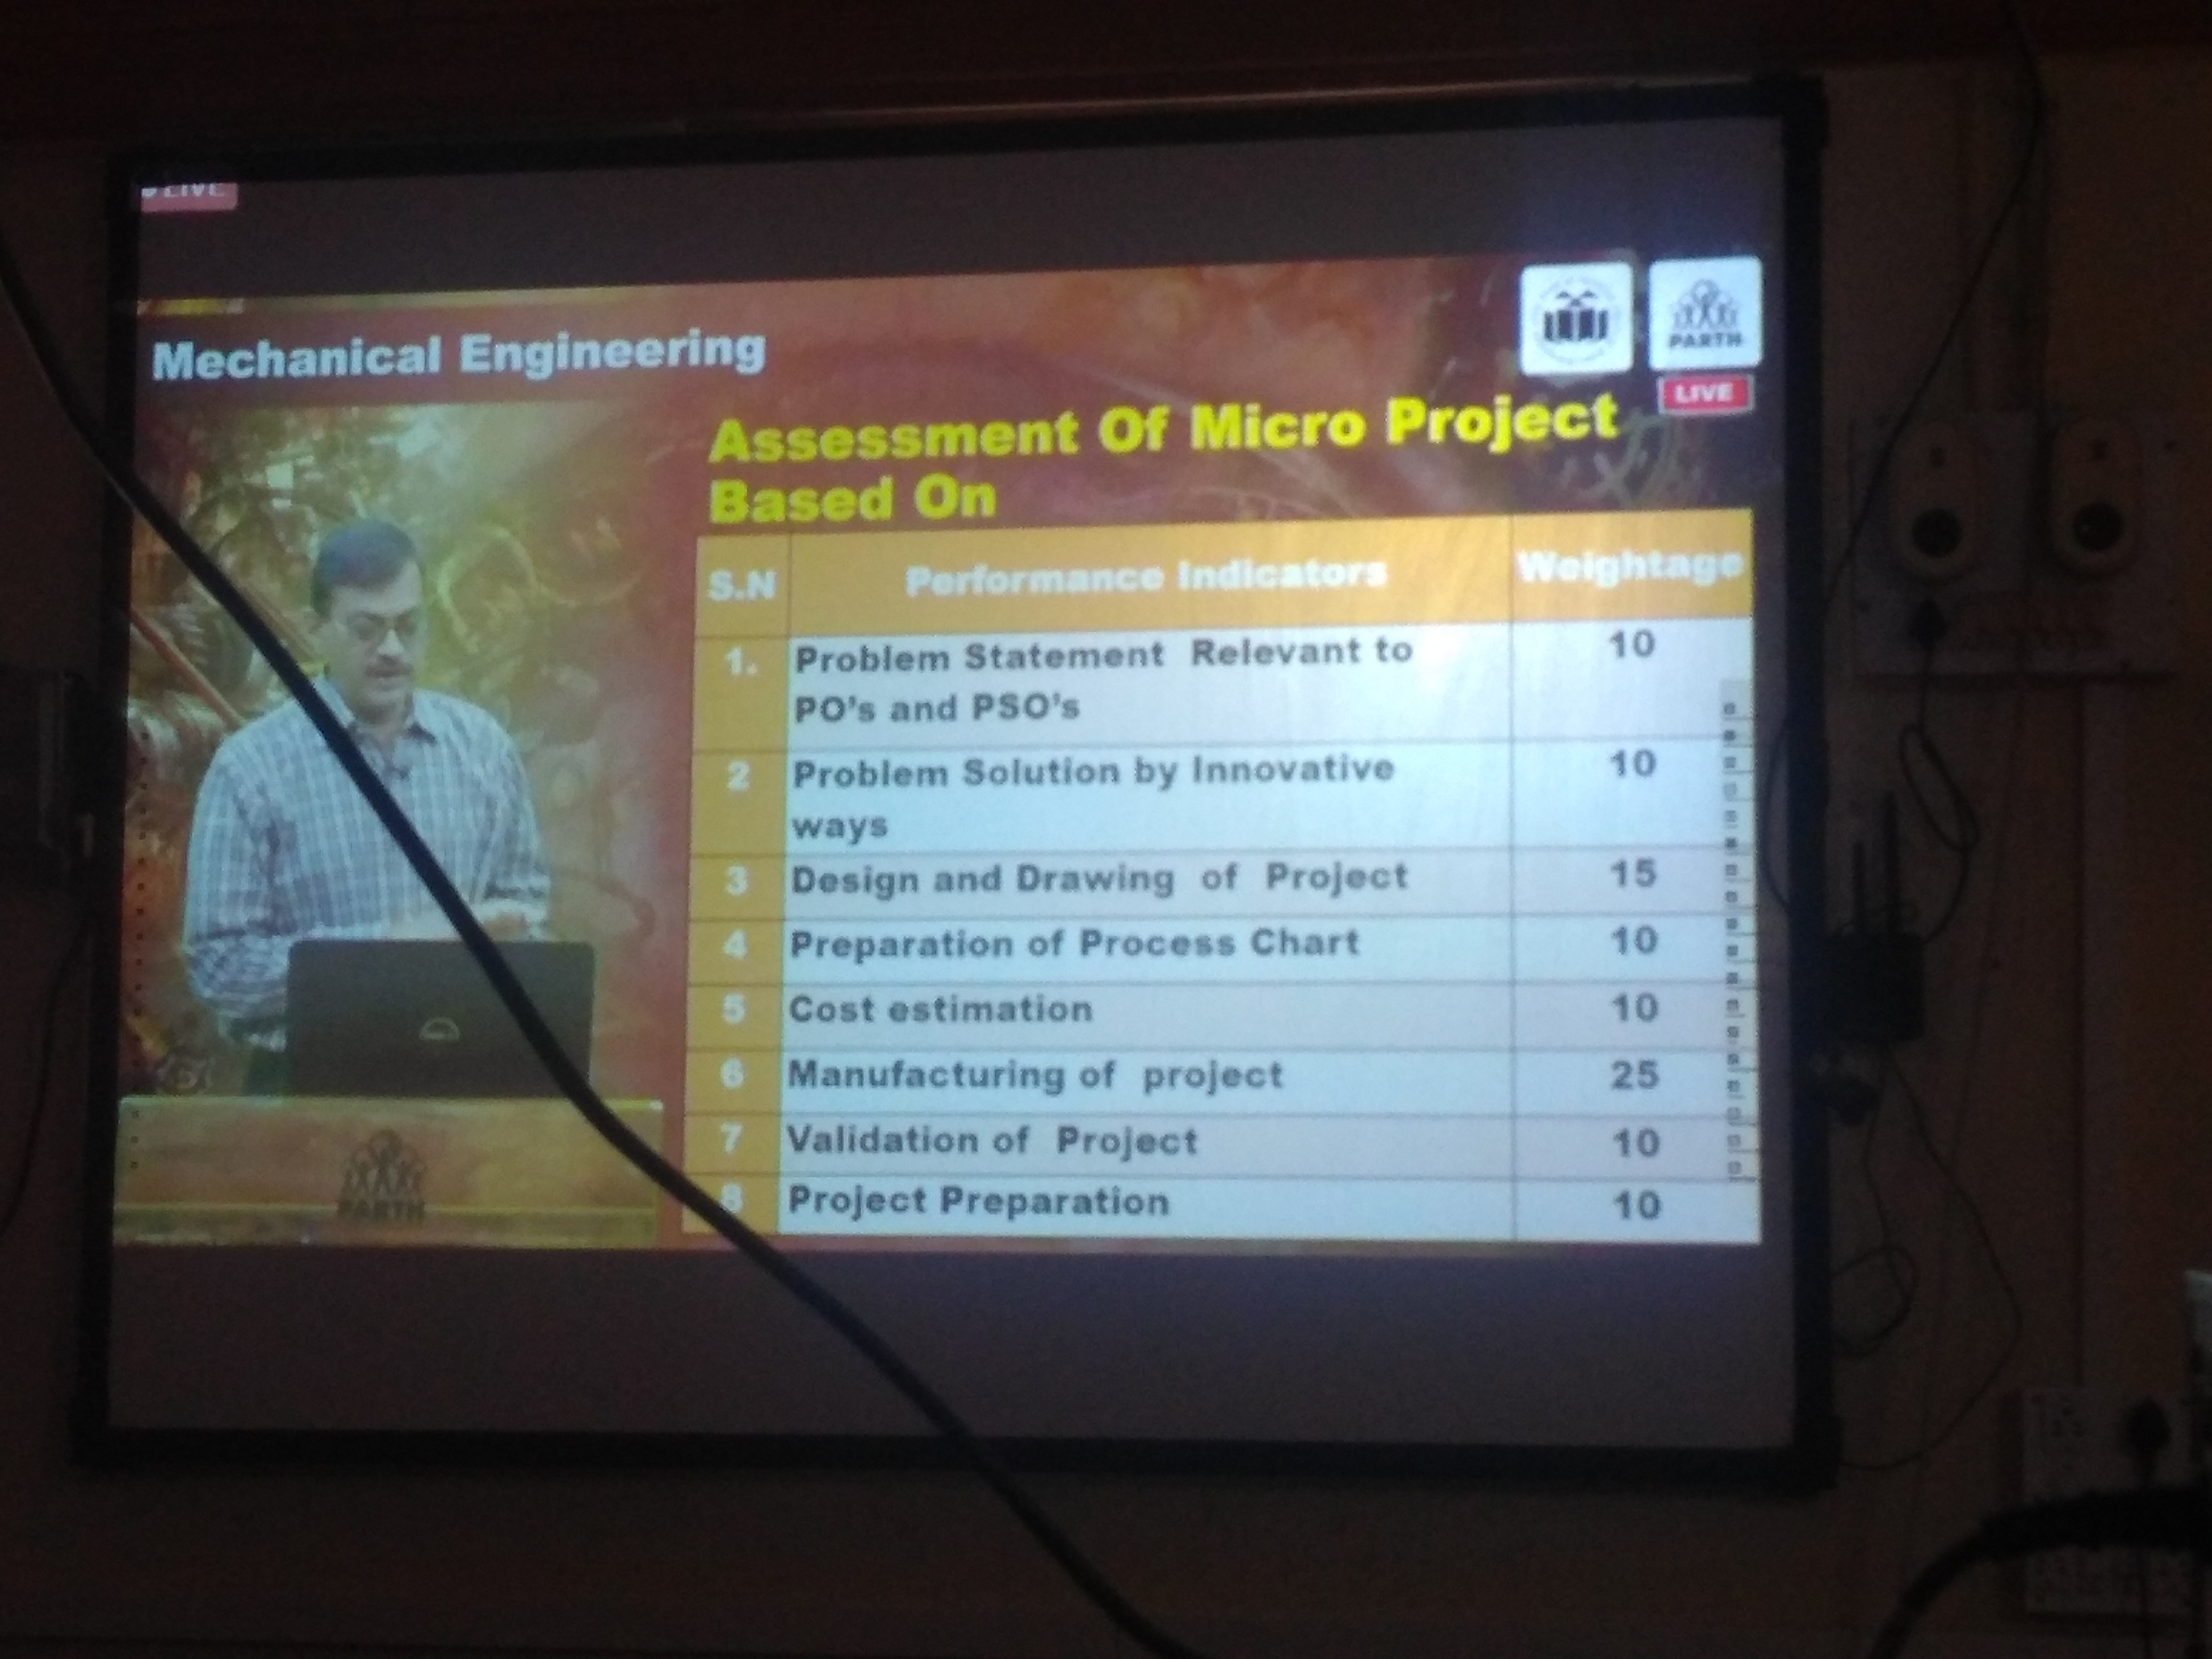 LIVE
Mechanical Engineering
PARTH
LIVE
Assessment Of Micro Project
Based On
S.N Performance Indicators Weightage
1. Problem Statement Relevant to 10
PO's and PSO's
2 Problem Solution by Innovative 10
ways
3 Design and Drawing of Project 15
4 Preparation of Process Chart 10
5 Cost estimation 10
6 Manufacturing of project 25
7 Validation of Project 10
8 Project Preparation 10
PARTH